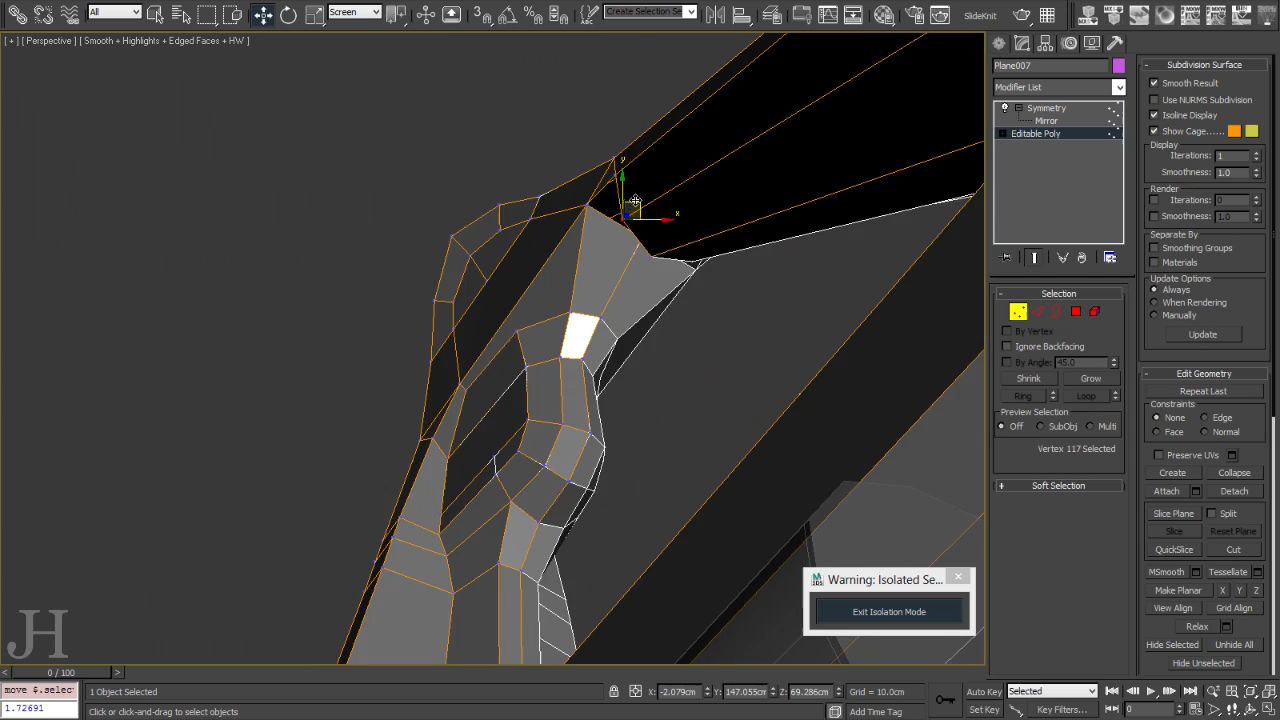 All
Screen
Create Selection Se
SlideKnit
[ + ] [ Perspective ] [ Smooth + Highlights + Edged Faces + HW ]
y
x
Plane007
Modifier List
Symmetry
Mirror
Editable Poly
Selection
By Vertex
Ignore Backfacing
By Angle: 45.0
Shrink
Grow
Ring
Loop
Preview Selection
Off
SubObj
Multi
Vertex 117 Selected
Soft Selection
Subdivision Surface
Smooth Result
Use NURMS Subdivision
Isoline Display
Show Cage......
Display
Iterations: 1
Smoothness: 1.0
Render
Iterations: 0
Smoothness: 1.0
Separate By
Smoothing Groups
Materials
Update Options
Always
When Rendering
Manually
Update
Edit Geometry
Repeat Last
Constraints
None
Edge
Face
Normal
Preserve UVs
Create
Collapse
Attach
Detach
Slice Plane
Split
Slice
Reset Plane
QuickSlice
Cut
MSmooth
Tessellate
Make Planar
X
Y
Z
View Align
Grid Align
Relax
Hide Selected
Unhide All
Hide Unselected
Warning: Isolated Se...
Exit Isolation Mode
JH
0 / 100
move $.selec
1.72691
1 Object Selected
Click or click-and-drag to select objects
X: -2.079cm
Y: 147.055cm
Z: 69.286cm
Grid = 10.0cm
Add Time Tag
Auto Key
Selected
Set Key
Key Filters...
0